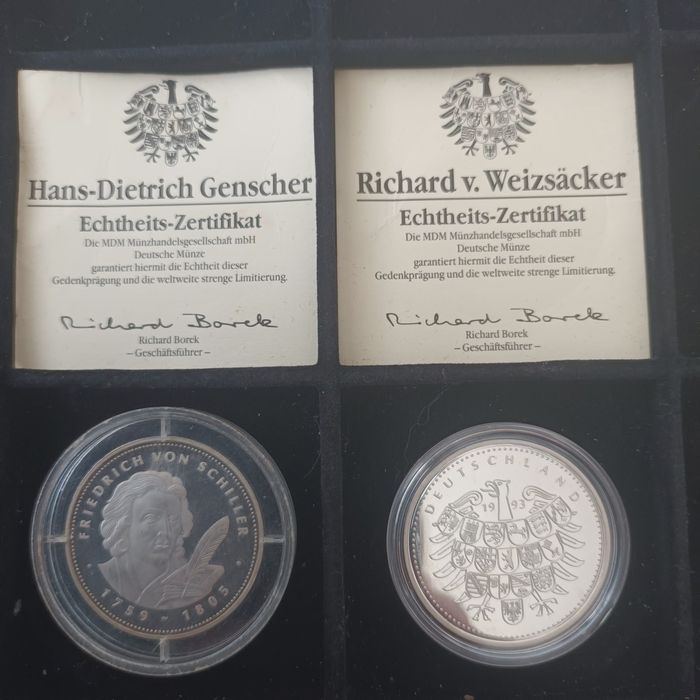 Hans-Dietrich Genscher
Echtheits-Zertifikat
Die MDM Münzhandelsgesellschaft mbH
Deutsche Münze
garantiert hiermit die Echtheit dieser
Gedenkprägung und die weltweite strenge Limitierung.
Richard Borek
Richard Borek
– Geschäftsführer –
Richard v. Weizsäcker
Echtheits-Zertifikat
Die MDM Münzhandelsgesellschaft mbH
Deutsche Münze
garantiert hiermit die Echtheit dieser
Gedenkprägung und die weltweite strenge Limitierung.
Richard Borek
Richard Borek
– Geschäftsführer –
FRIEDRICH VON SCHILLER
1759 – 1805
DEUTSCHLAND
1993